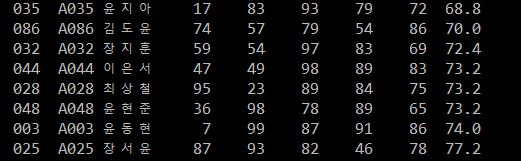 035 A035 윤 지 아 17 83 93 79 72 68.8
086 A086 김 도 윤 74 57 79 54 86 70.0
032 A032 장 지 훈 59 54 97 83 69 72.4
044 A044 이 은 서 47 49 98 89 83 73.2
028 A028 최 상 철 95 23 89 84 75 73.2
048 A048 윤 현 준 36 98 78 89 65 73.2
003 A003 윤 동 현 7 99 87 91 86 74.0
025 A025 장 서 윤 87 93 82 46 78 77.2